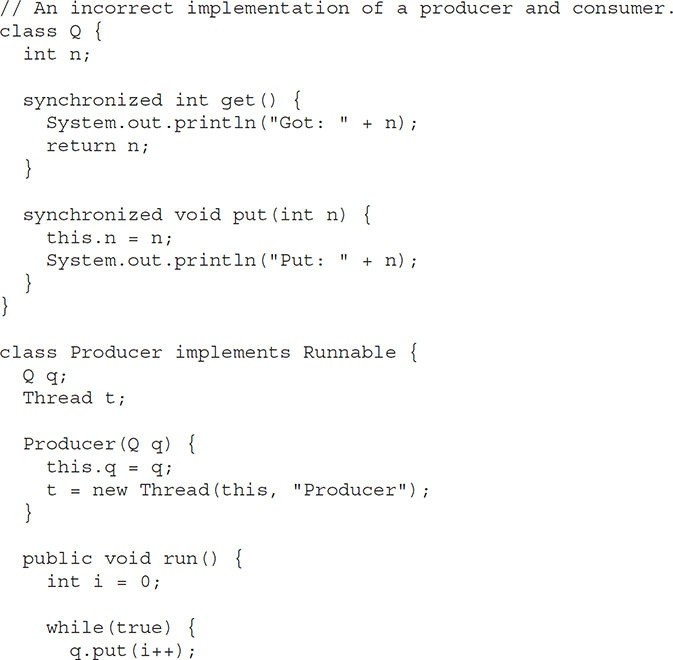 // An incorrect implementation of a producer and consumer.
class Q {
  int n;

  synchronized int get() {
    System.out.println("Got: " + n);
    return n;
  }

  synchronized void put(int n) {
    this.n = n;
    System.out.println("Put: " + n);
  }
}

class Producer implements Runnable {
  Q q;
  Thread t;

  Producer(Q q) {
    this.q = q;
    t = new Thread(this, "Producer");
  }

  public void run() {
    int i = 0;

    while(true) {
      q.put(i++);